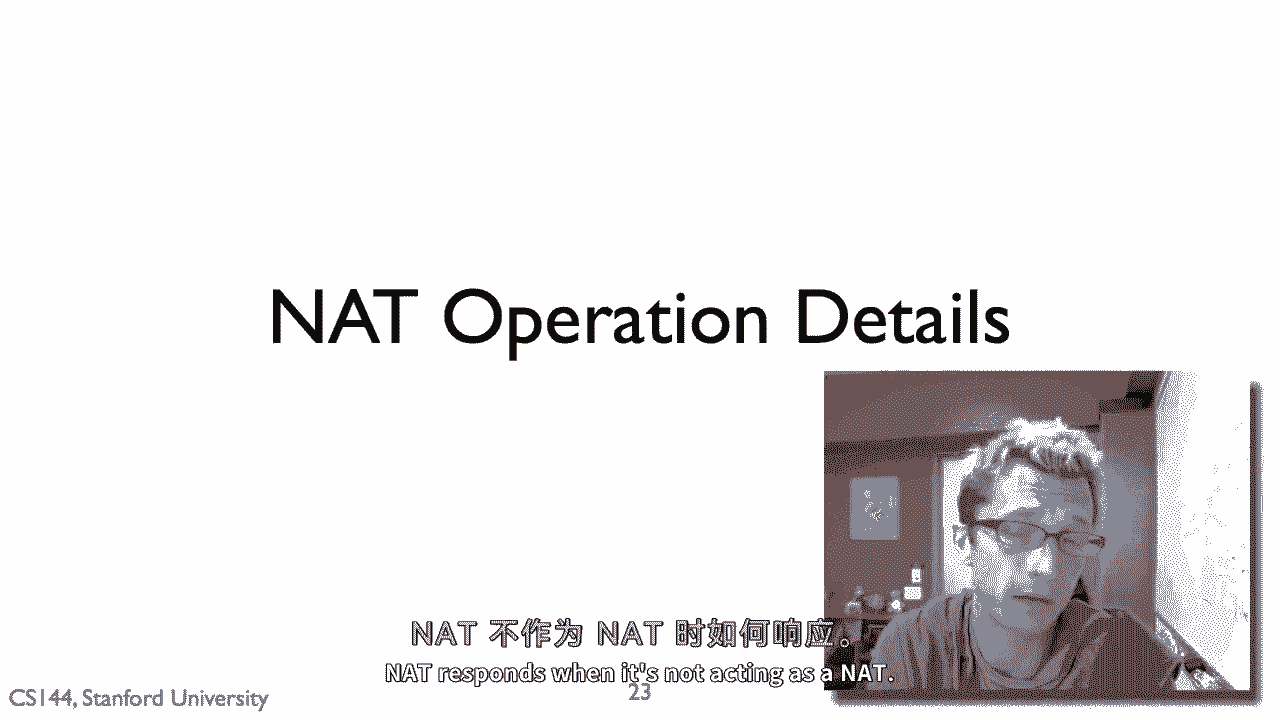 NAT Operation Details
NAT 不作为 NAT 时如何响应。
NAT responds when it's not acting as a NAT.
CS144, Stanford University
23